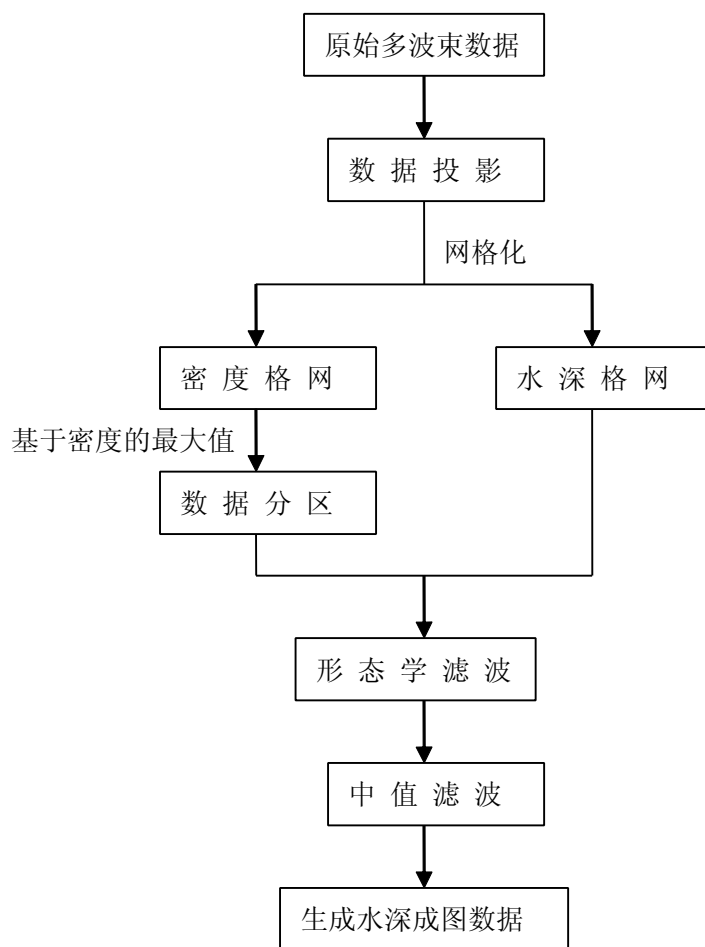 原始多波束数据
数据投影
网格化
密度格网
水深格网
基于密度的最大值
数据分区
形态学滤波
中值滤波
生成水深成图数据